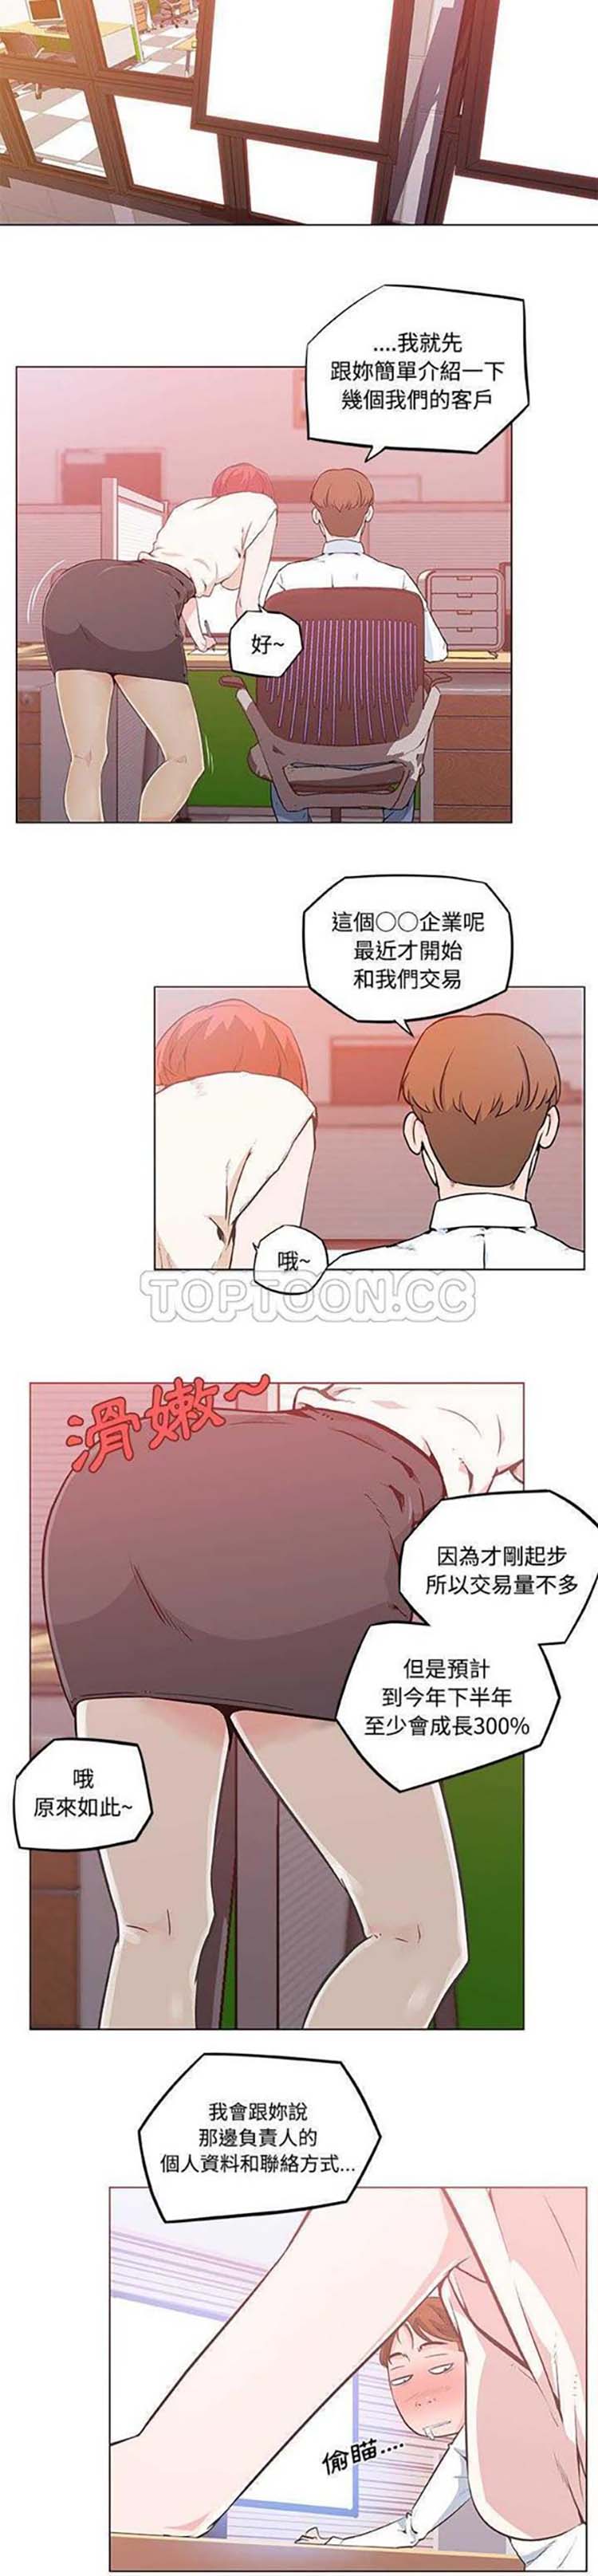 ....我就先
跟妳簡單介紹一下
幾個我們的客戶
好~
這個○○企業呢
最近才開始
和我們交易
哦~
TOPTOON.CC
滑嫩~
因為才剛起步
所以交易量不多
但是預計
到今年下半年
至少會成長300%
哦
原來如此~
我會跟妳說
那邊負責人的
個人資料和聯絡方式...
偷瞄....